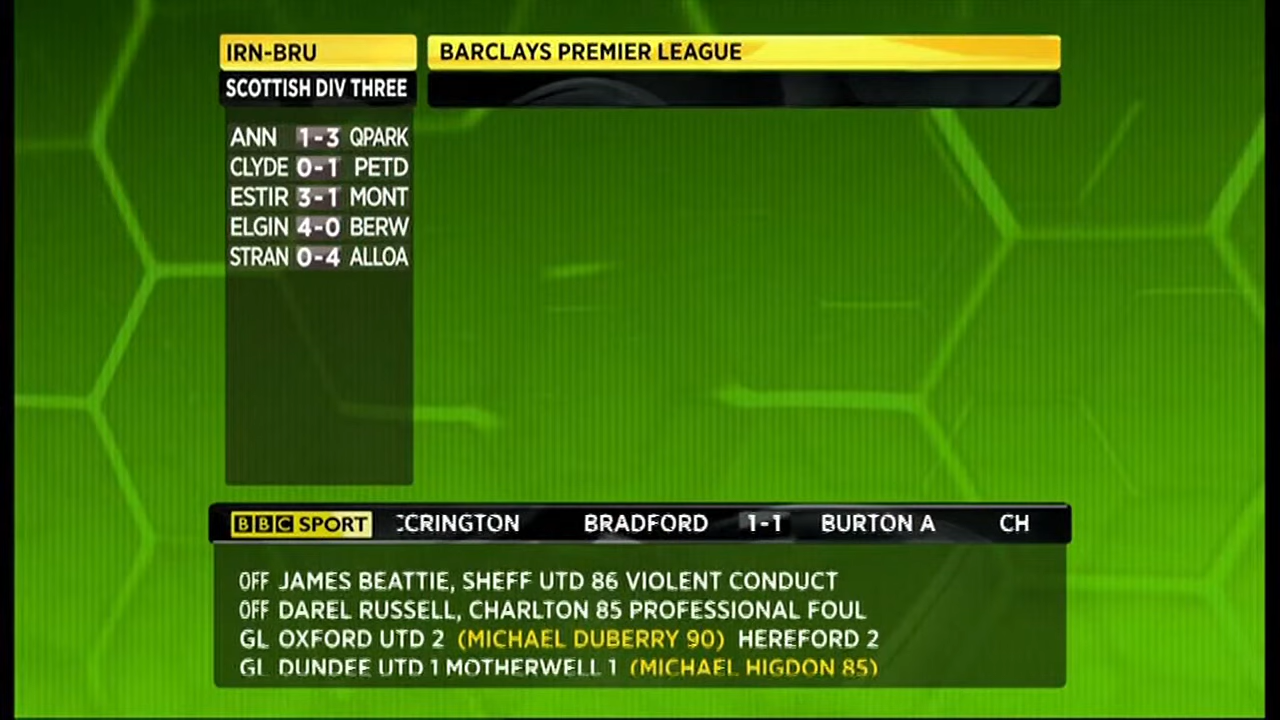 IRN-BRU
SCOTTISH DIV THREE
ANN 1-3 QPARK
CLYDE 0-1 PETD
ESTIR 3-1 MONT
ELGIN 4-0 BERW
STRAN 0-4 ALLOA
BARCLAYS PREMIER LEAGUE
BBC SPORT CCRINGTON BRADFORD 1-1 BURTON A CH
OFF JAMES BEATTIE, SHEFF UTD 86 VIOLENT CONDUCT
OFF DAREL RUSSELL, CHARLTON 85 PROFESSIONAL FOUL
GL OXFORD UTD 2 (MICHAEL DUBERRY 90) HEREFORD 2
GL DUNDEE UTD 1 MOTHERWELL 1 (MICHAEL HIGDON 85)